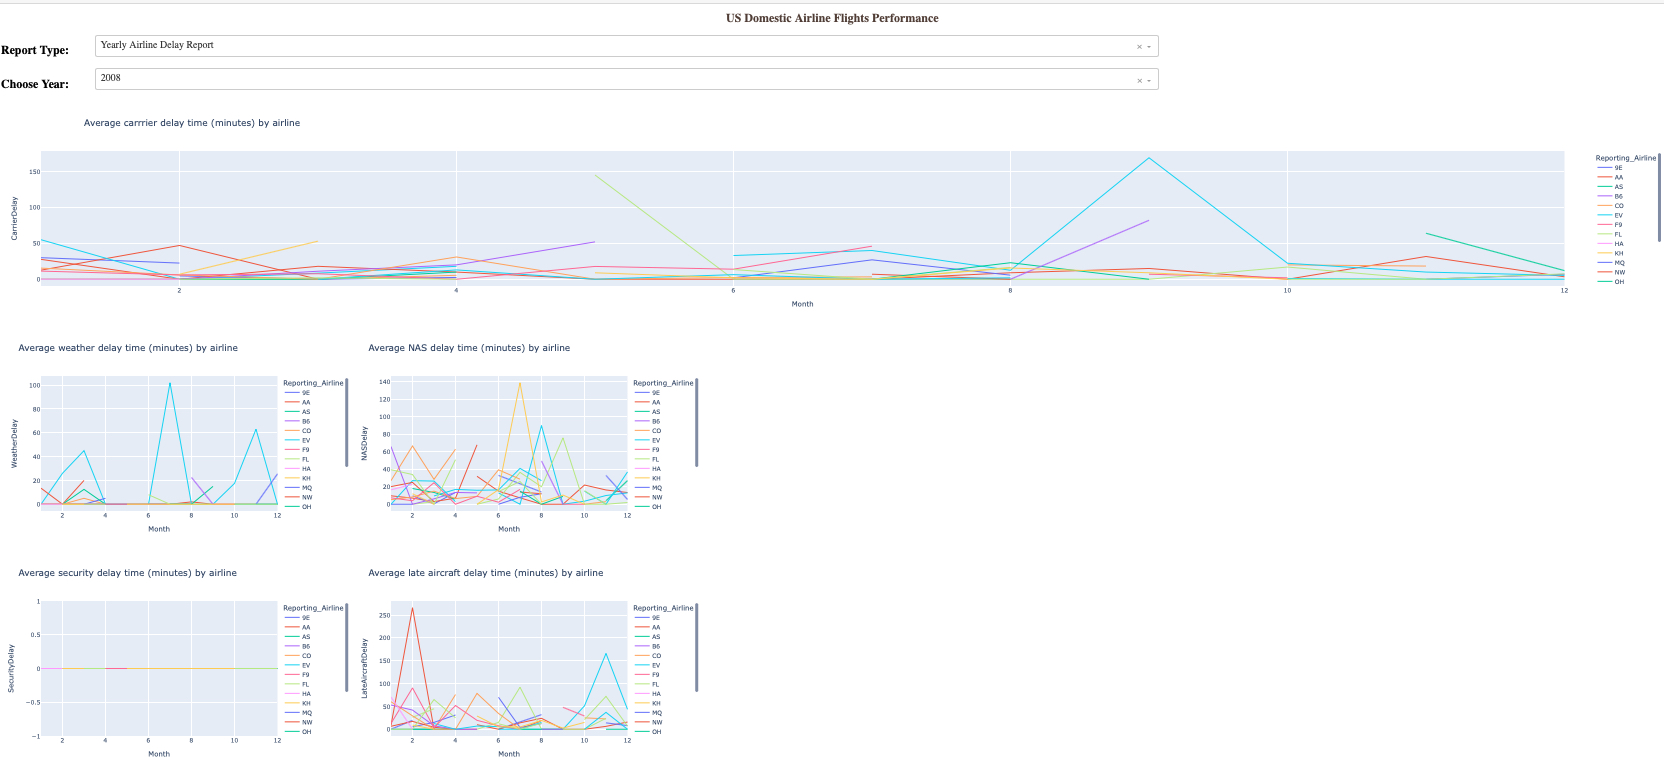 US Domestic Airline Flights Performance
Report Type:
Yearly Airline Delay Report
×
Choose Year:
2008
×
Average carrrier delay time (minutes) by airline
CarrierDelay
150
100
50
0
2 4 6 8 10 12
Month
Reporting_Airline
9E
AA
AS
B6
CO
EV
F9
FL
HA
KH
MQ
NW
OH
Average weather delay time (minutes) by airline
WeatherDelay
100
80
60
40
20
0
2 4 6 8 10 12
Month
Reporting_Airline
9E
AA
AS
B6
CO
EV
F9
FL
HA
KH
MQ
NW
OH
Average NAS delay time (minutes) by airline
NASDelay
140
120
100
80
60
40
20
0
2 4 6 8 10 12
Month
Reporting_Airline
9E
AA
AS
B6
CO
EV
F9
FL
HA
KH
MQ
NW
OH
Average security delay time (minutes) by airline
SecurityDelay
1
0.5
0
−0.5
−1
2 4 6 8 10 12
Month
Reporting_Airline
9E
AA
AS
B6
CO
EV
F9
FL
HA
KH
MQ
NW
OH
Average late aircraft delay time (minutes) by airline
LateAircraftDelay
250
200
150
100
50
0
2 4 6 8 10 12
Month
Reporting_Airline
9E
AA
AS
B6
CO
EV
F9
FL
HA
KH
MQ
NW
OH